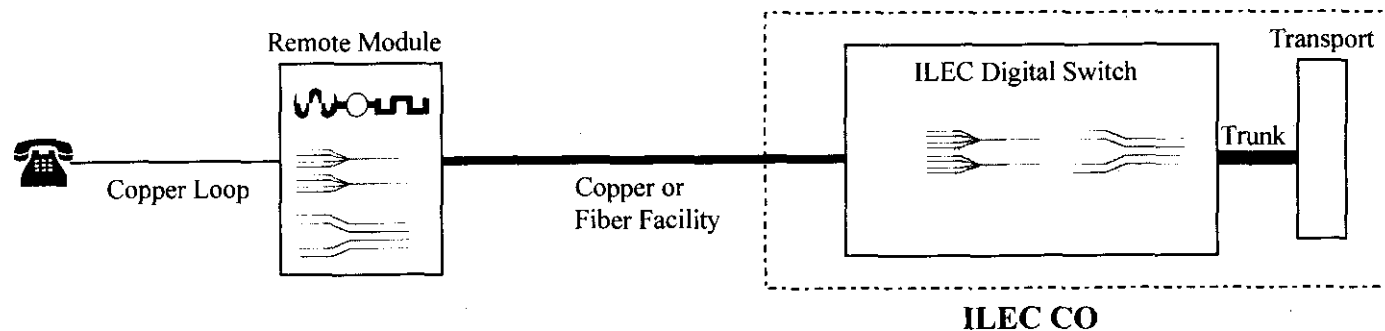 Remote Module
Transport
ILEC Digital Switch
Trunk
Copper Loop
Copper or
Fiber Facility
ILEC CO